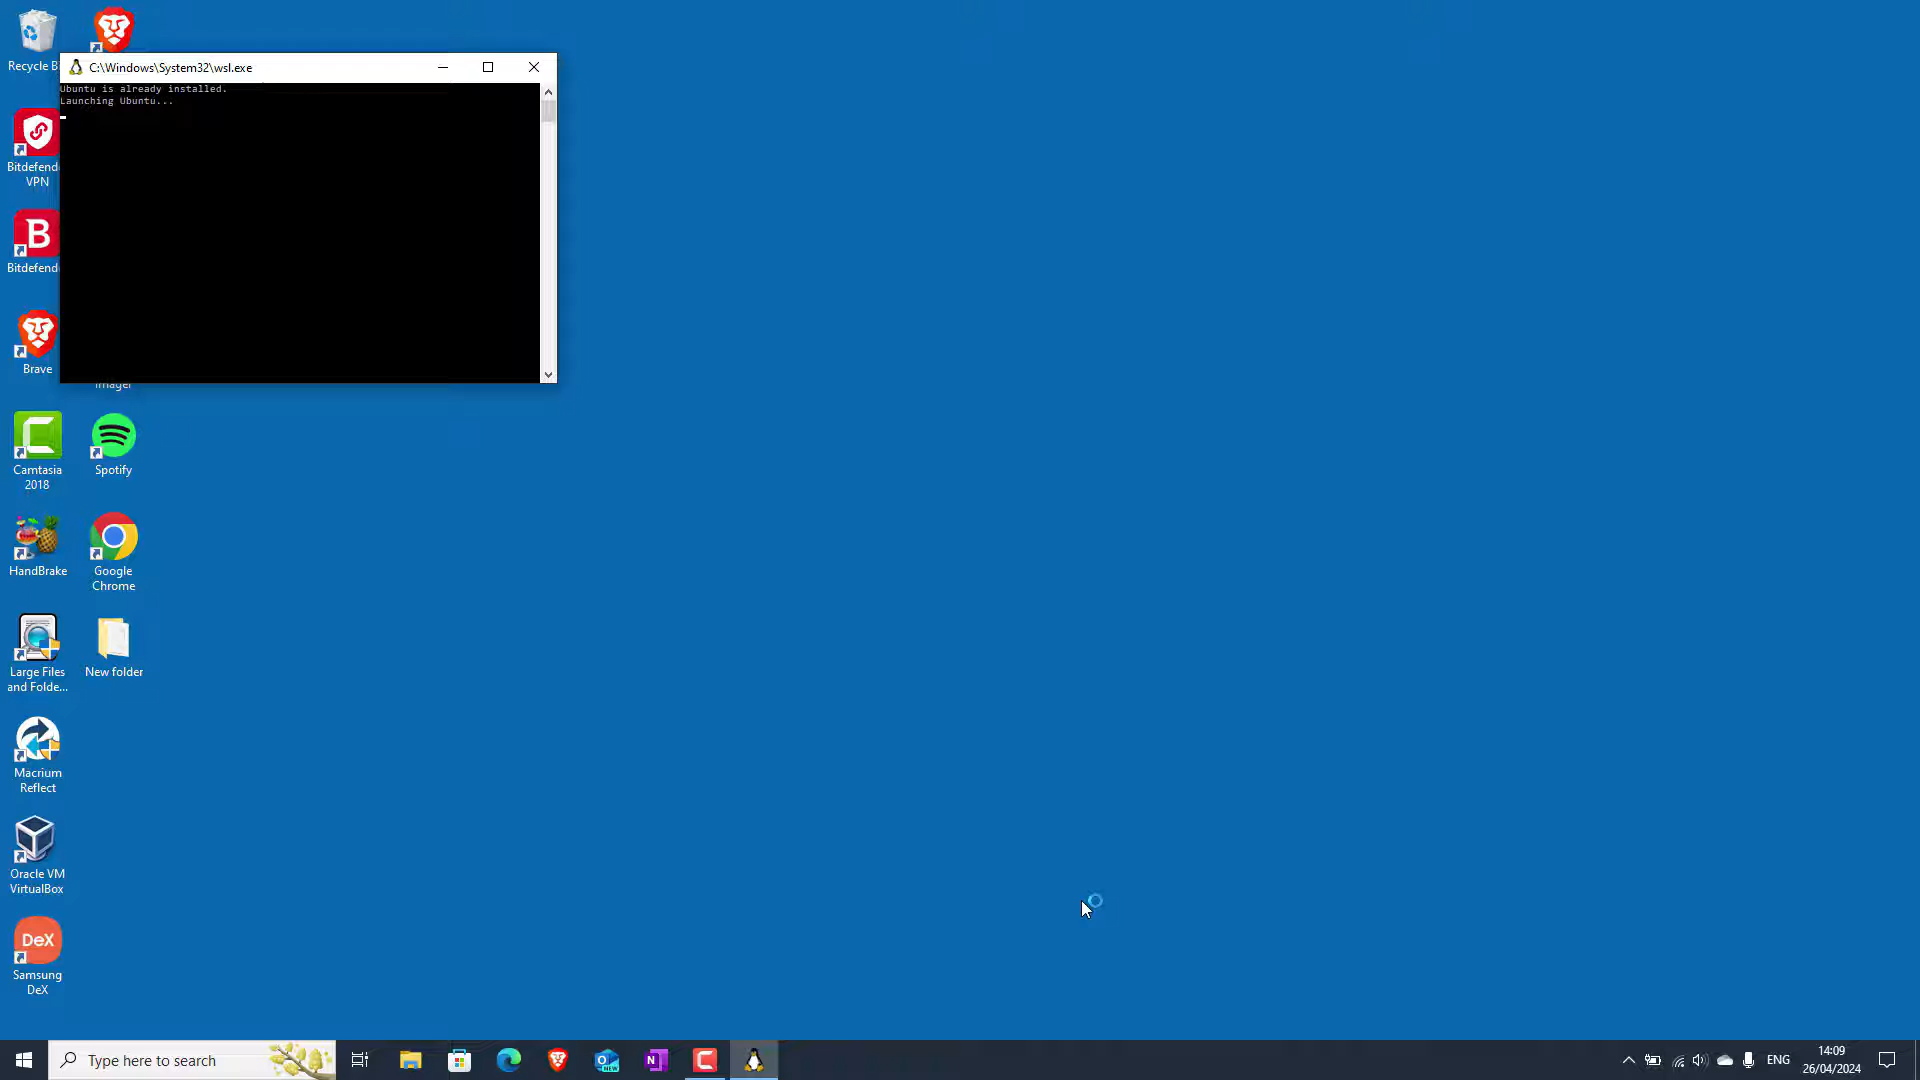 Recycle B
C:\Windows\System32\wsl.exe
Ubuntu is already installed.
Launching Ubuntu...
Bitdefend
VPN
Bitdefend
Brave
Imager
Camtasia
2018
Spotify
HandBrake
Google
Chrome
Large Files
and Folde...
New folder
Macrium
Reflect
Oracle VM
VirtualBox
DeX
Samsung
DeX
Type here to search
NEW
N
ENG
14:09
26/04/2024